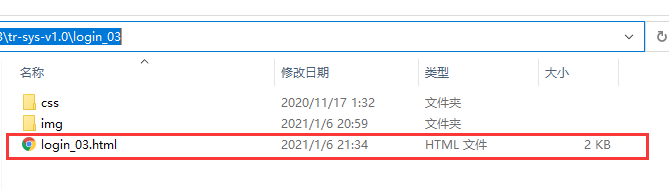 3\tr-sys-v1.0\login_03
名称 修改日期 类型 大小
css 2020/11/17 1:32 文件夹
img 2021/1/6 20:59 文件夹
login_03.html 2021/1/6 21:34 HTML 文件 2 KB